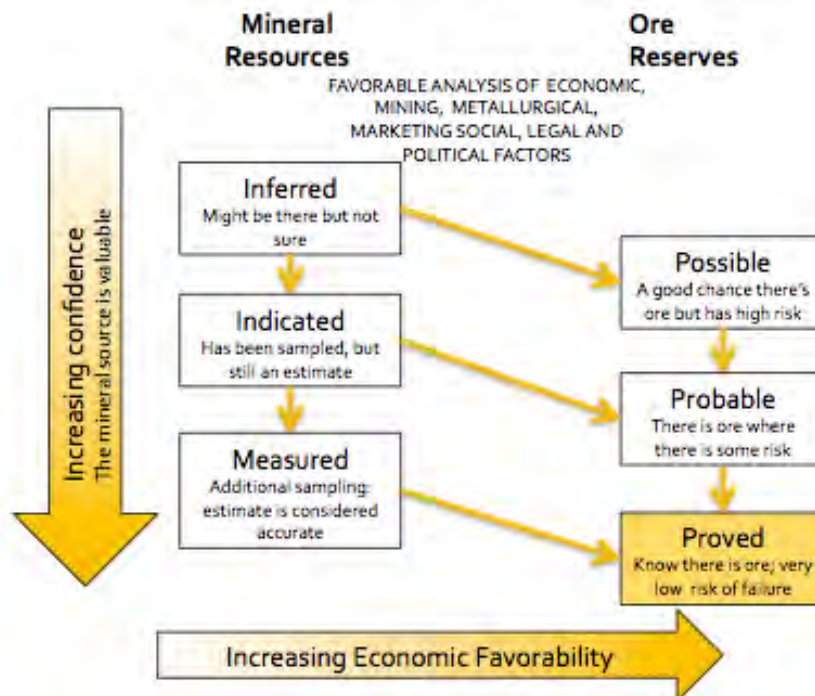 Mineral
Resources
Ore
Reserves
FAVORABLE ANALYSIS OF ECONOMIC,
MINING, METALLURGICAL,
MARKETING SOCIAL, LEGAL AND
POLITICAL FACTORS
Increasing confidence
The mineral source is valuable
Inferred
Might be there but not
sure
Indicated
Has been sampled, but
still an estimate
Measured
Additional sampling:
estimate is considered
accurate
Possible
A good chance there's
ore but has high risk
Probable
There is ore where
there is some risk
Proved
Know there is ore; very
low risk of failure
Increasing Economic Favorability